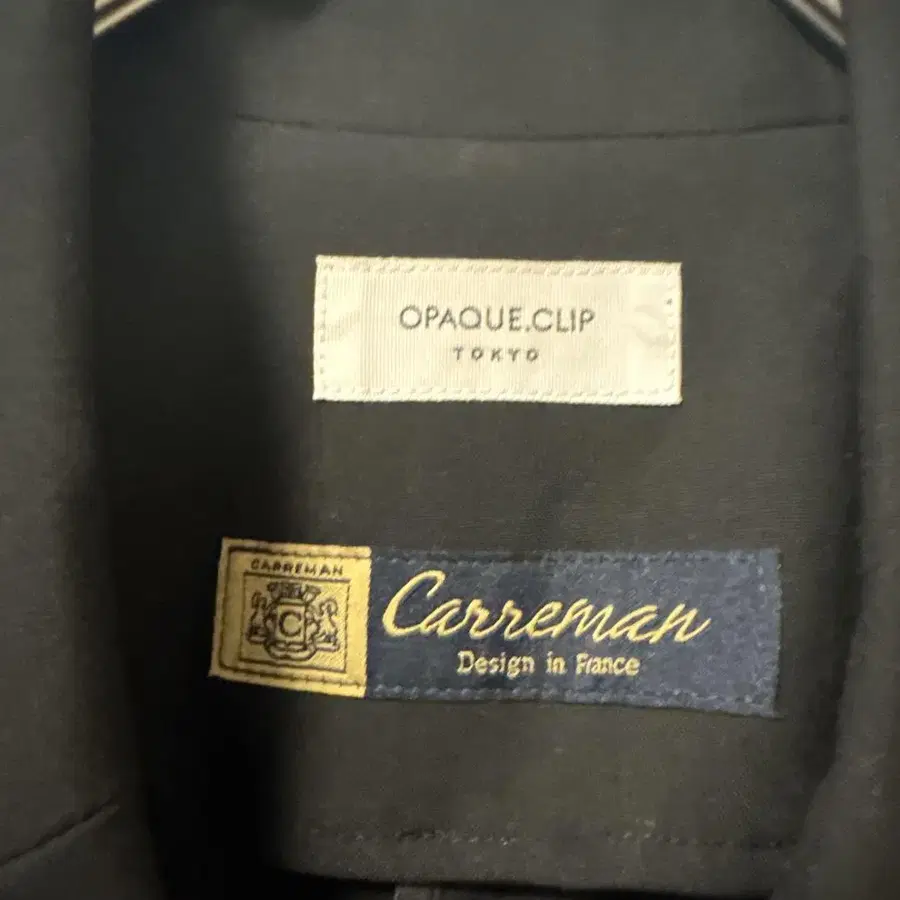 OPAQUE.CLIP
TOKYO
CARREMAN
C
Carreman
Design in France